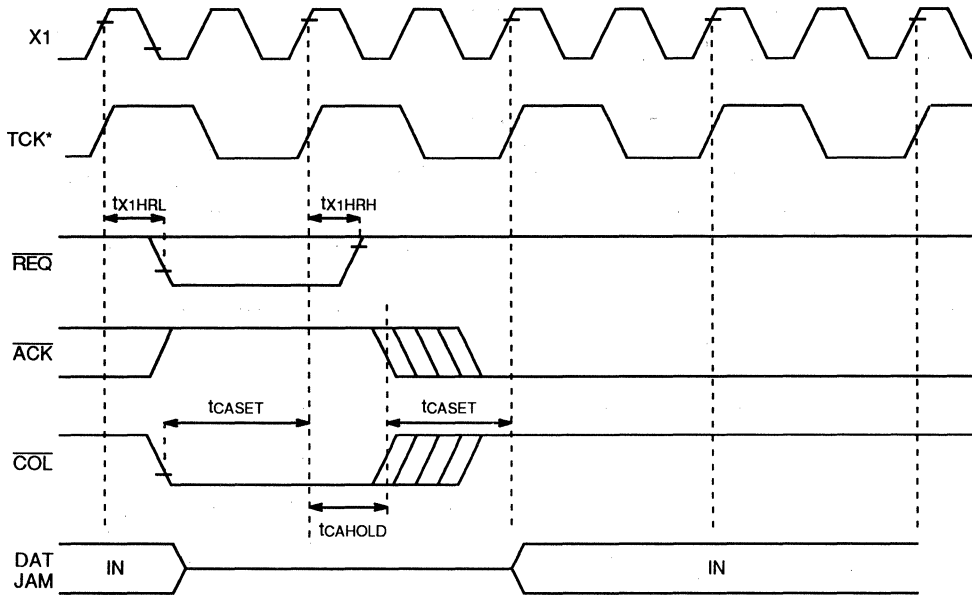 X1
TCK*
tX1HRL tX1HRH
REQ
ACK
tCASET tCASET
COL
tCAHOLD
DAT
JAM
IN IN